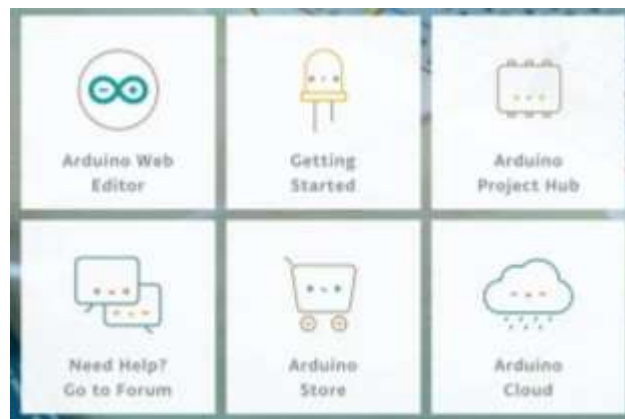 Arduino Web
Editor
Getting
Started
Arduino
Project Hub
Need Help?
Go to Forum
Arduino
Store
Arduino
Cloud